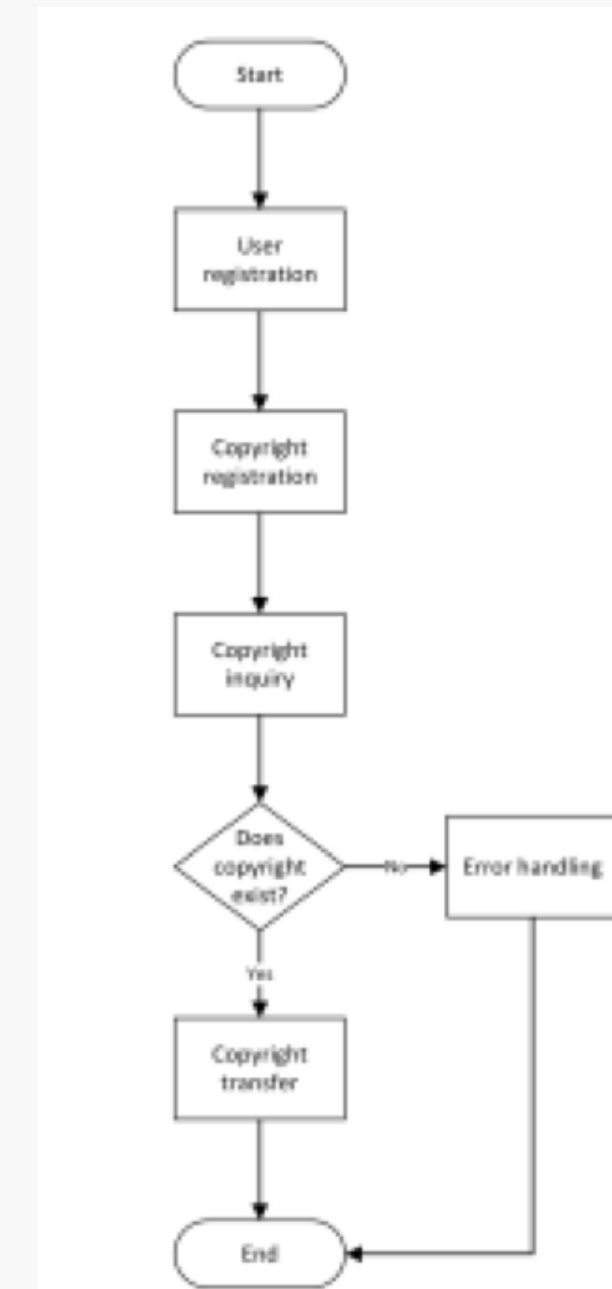 Start
User
registration
Copyright
registration
Copyright
inquiry
Does
copyright
exist?
No
Error handling
Yes
Copyright
transfer
End